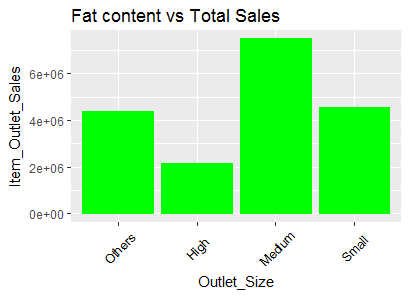 Fat content vs Total Sales
Item_Outlet_Sales
6e+06
4e+06
2e+06
0e+00
Others
High
Medium
Small
Outlet_Size